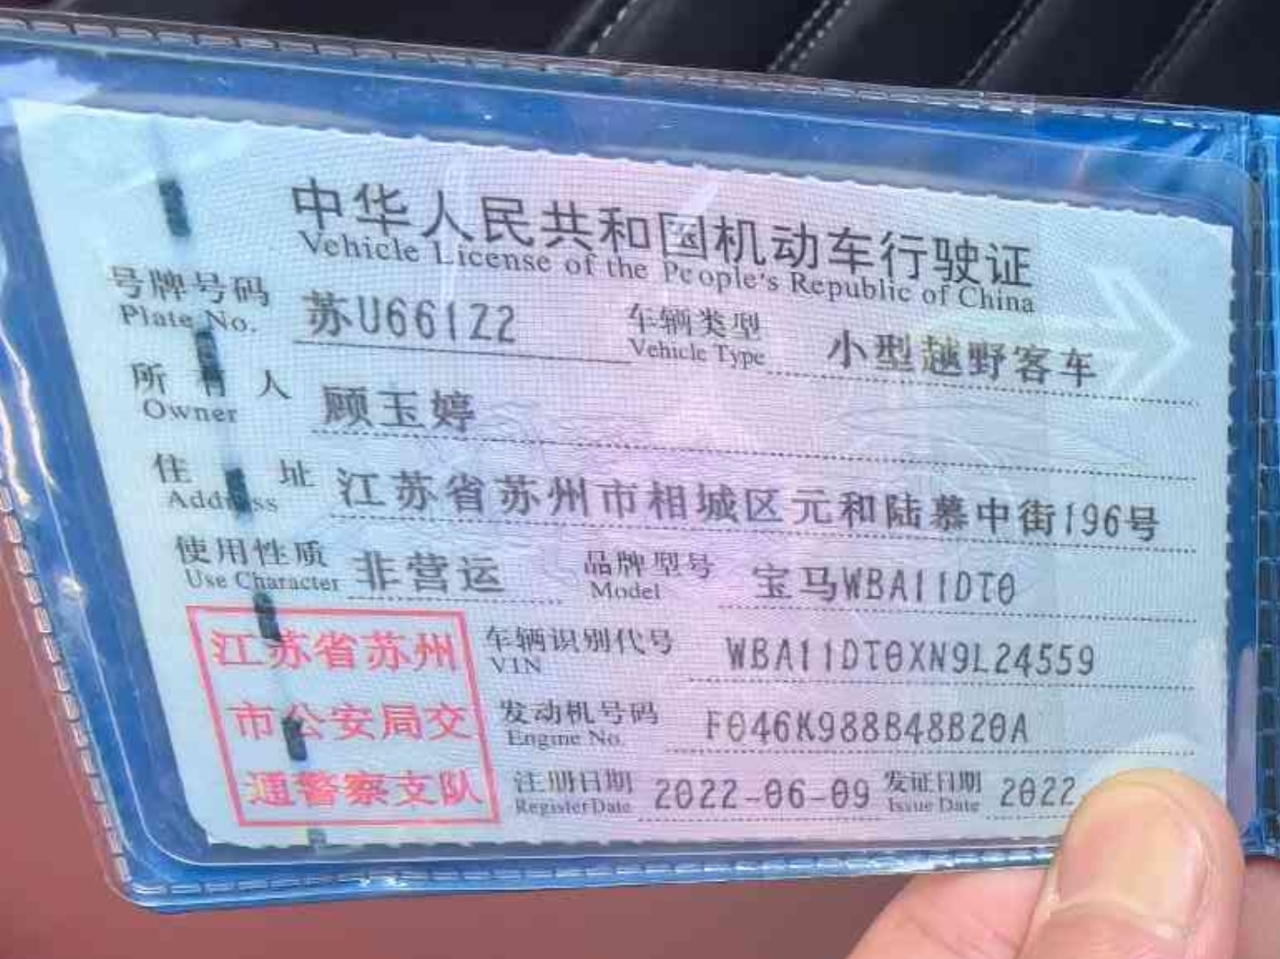 中华人民共和国机动车行驶证
Vehicle License of the People's Republic of China
号牌号码 苏U661Z2 车辆类型 小型越野客车
Plate No. Vehicle Type
所有人 顾玉婷
Owner
住址 江苏省苏州市相城区元和陆慕中街196号
Address
使用性质 非营运 品牌型号 宝马WBA11DT0
Use Character Model
江苏省苏州 车辆识别代号 WBA11DT0XN9L24559
VIN
市公安局交 发动机号码 F046K988B48B20A
Engine No.
通警察支队 注册日期 2022-06-09 发证日期 2022
Register Date Issue Date